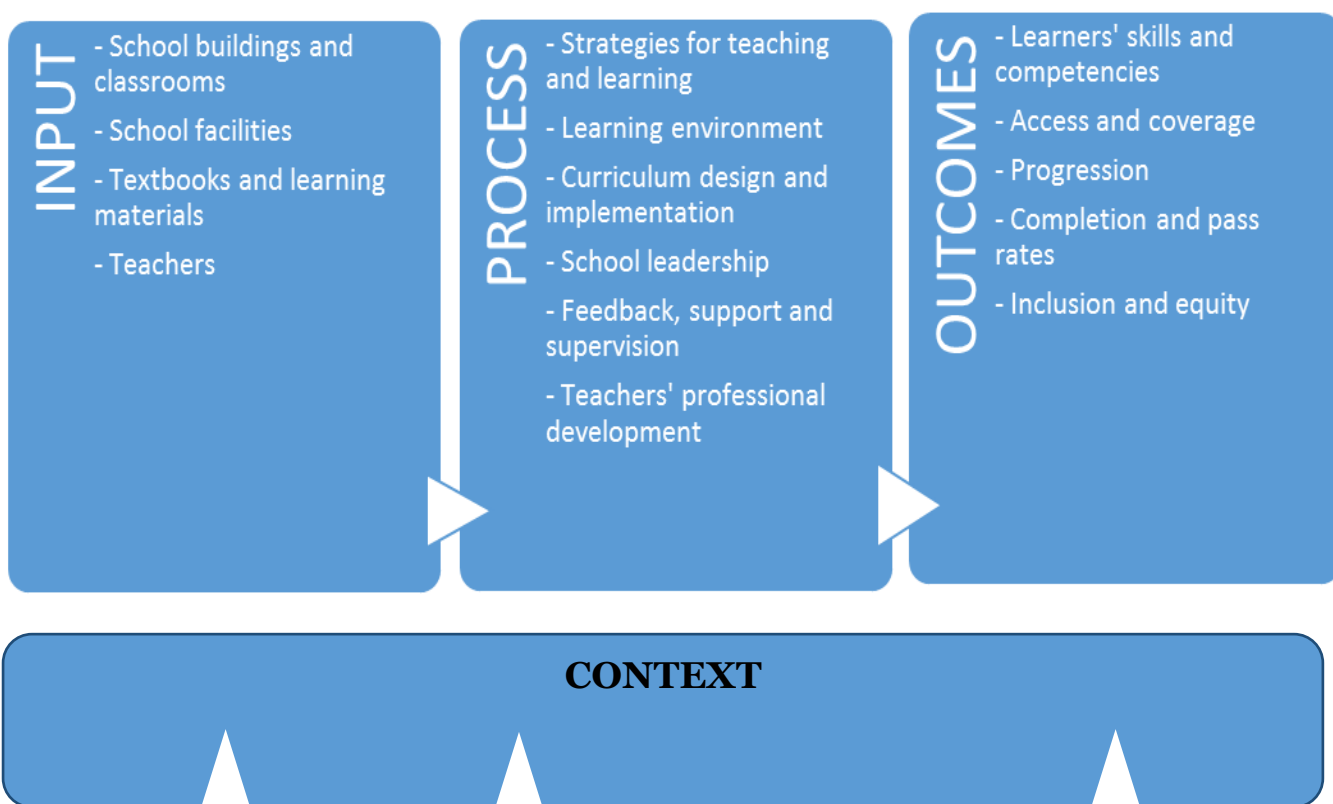 INPUT
- School buildings and
classrooms
- School facilities
- Textbooks and learning
materials
- Teachers
PROCESS
- Strategies for teaching
and learning
- Learning environment
- Curriculum design and
implementation
- School leadership
- Feedback, support and
supervision
- Teachers' professional
development
OUTCOMES
- Learners' skills and
competencies
- Access and coverage
- Progression
- Completion and pass
rates
- Inclusion and equity
CONTEXT